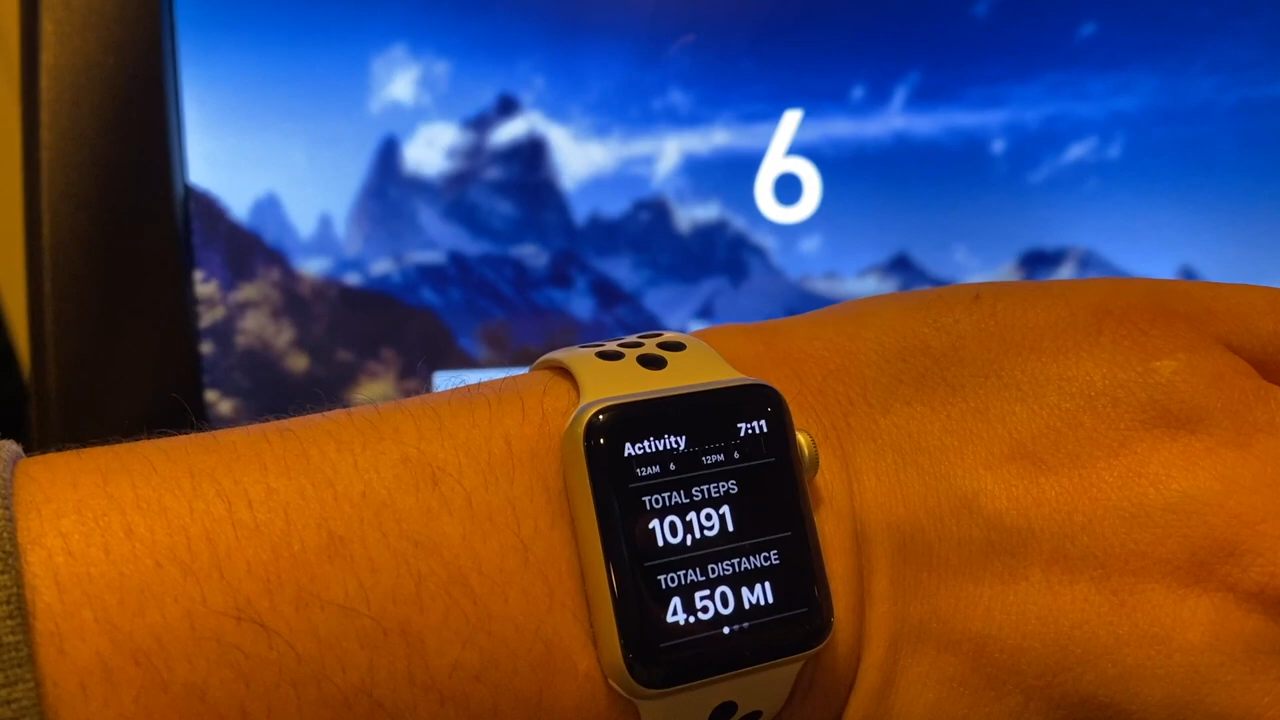 6
Activity 7:11
12AM 6 12PM 6
TOTAL STEPS
10,191
TOTAL DISTANCE
4.50 MI